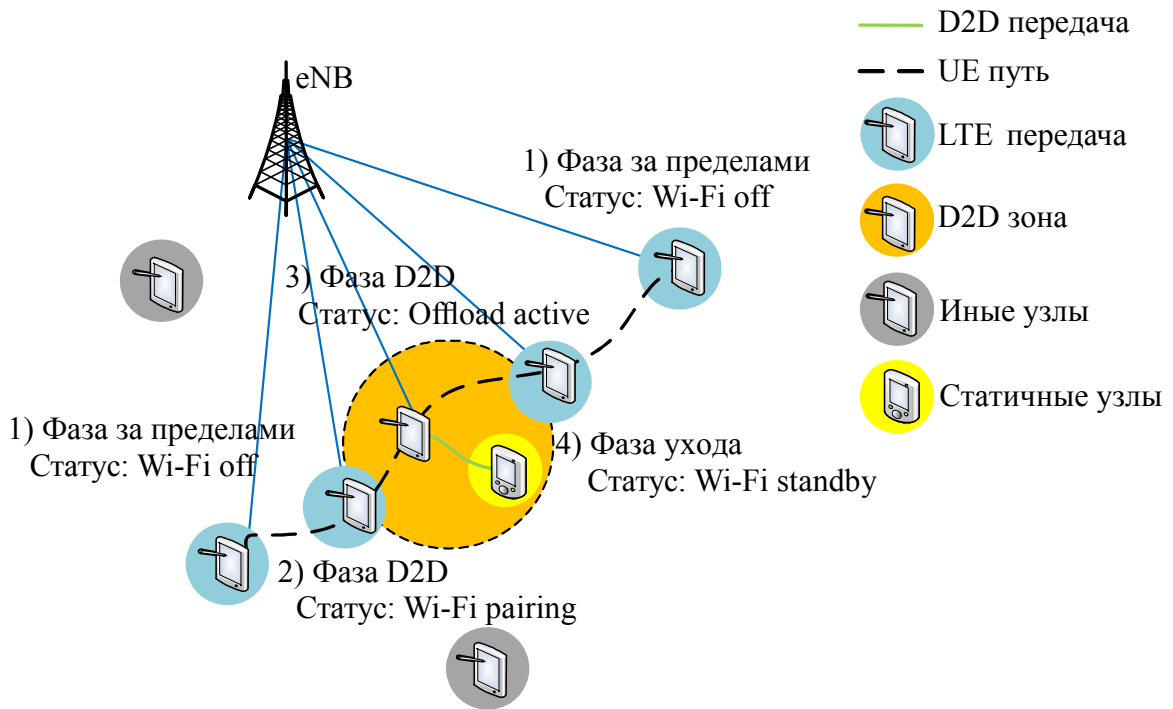 eNB
1) Фаза за пределами
Статус: Wi-Fi off
3) Фаза D2D
Статус: Offload active
1) Фаза за пределами
Статус: Wi-Fi off
4) Фаза ухода
Статус: Wi-Fi standby
2) Фаза D2D
Статус: Wi-Fi pairing
D2D передача
UE путь
LTE передача
D2D зона
Иные узлы
Статичные узлы